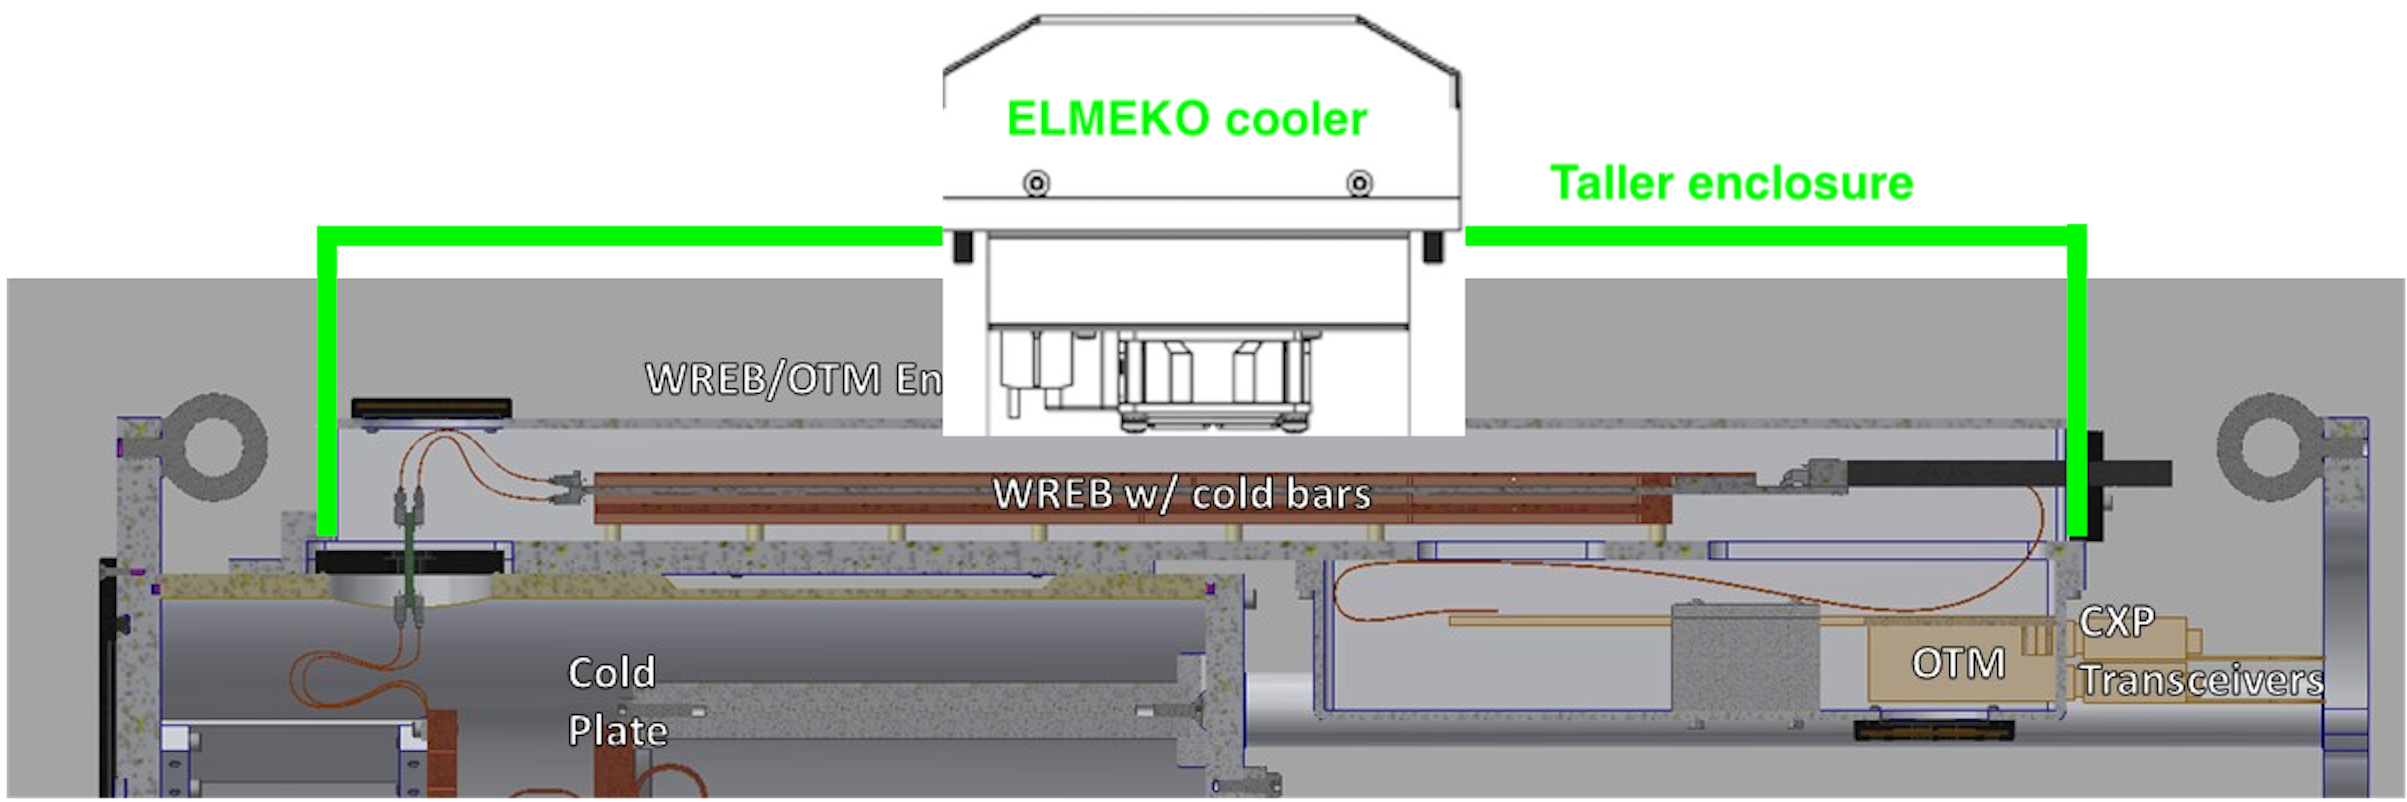 ELMEKO cooler
Taller enclosure
WREB/OTM En
WREB w/ cold bars
Cold
Plate
OTM
CXP
Transceivers